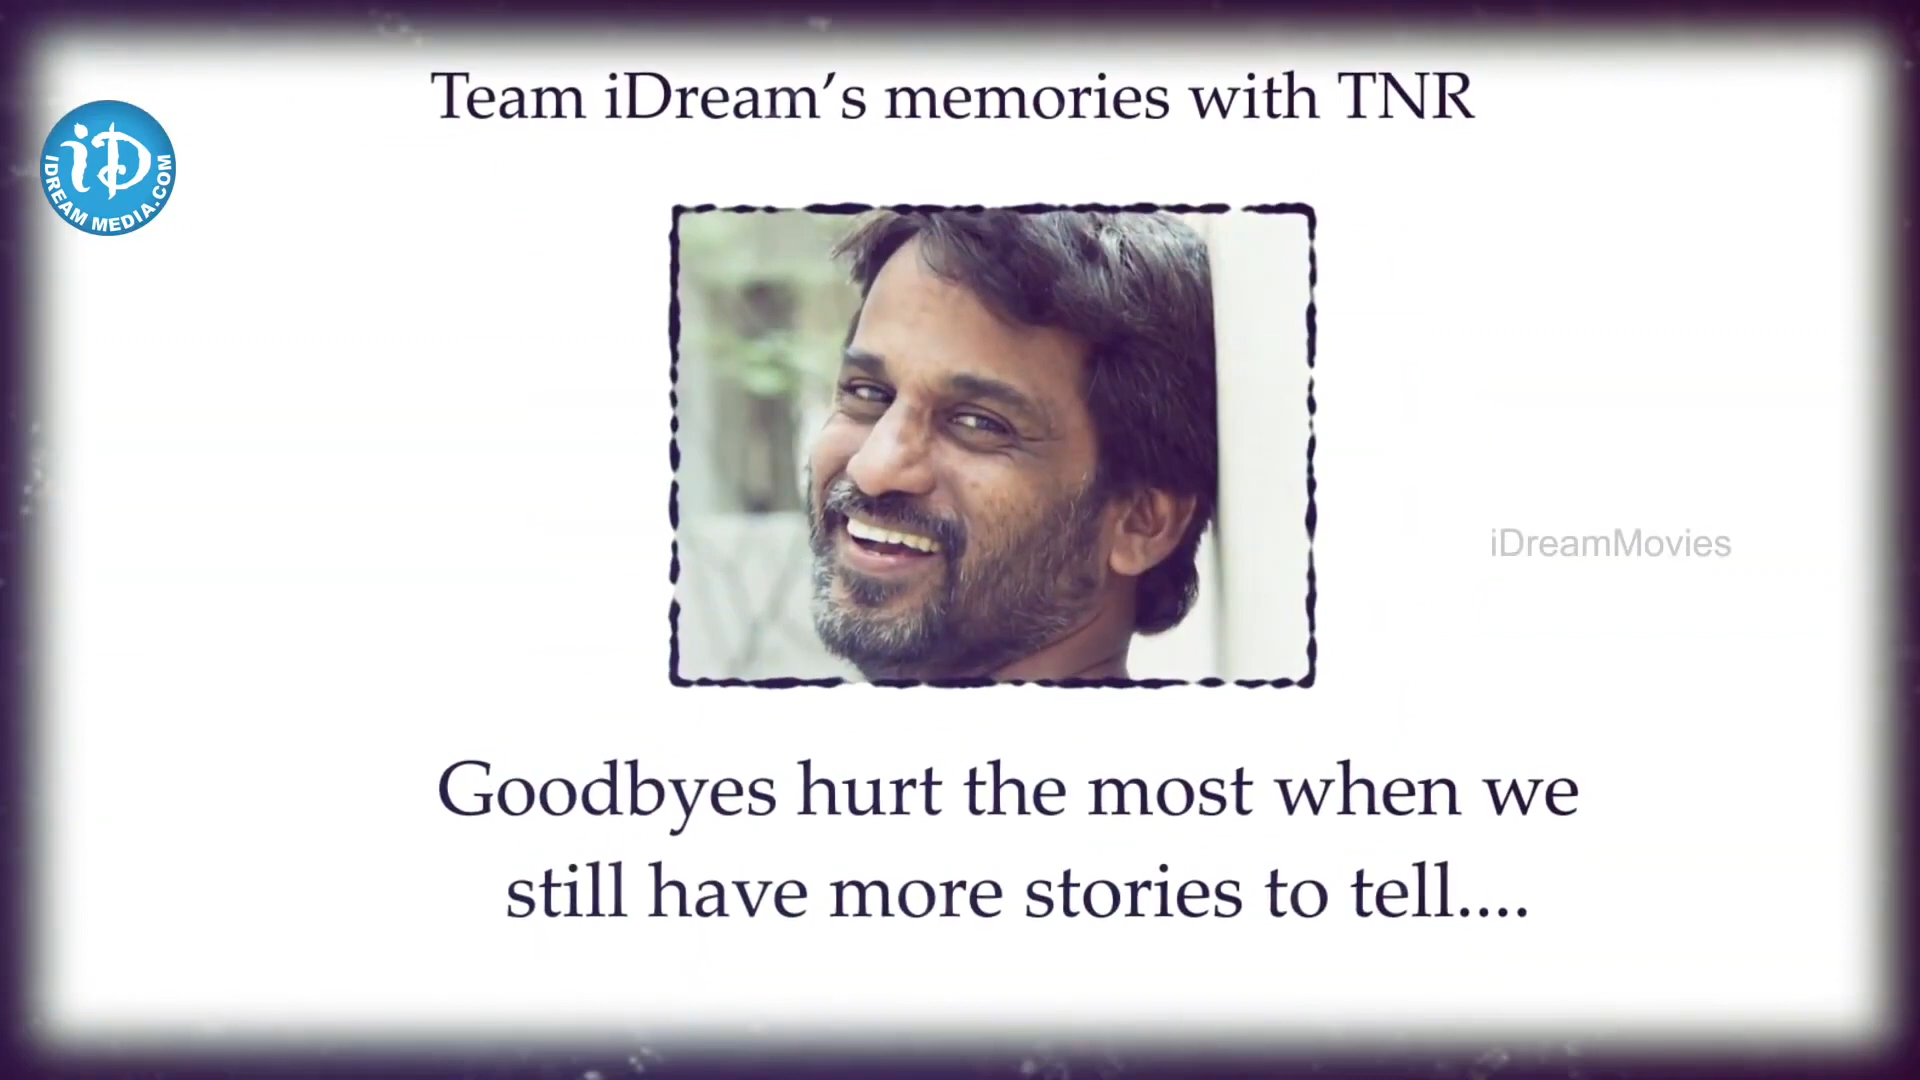 Team iDream’s memories with TNR
iD
IDREAM MEDIA.COM
iDreamMovies
Goodbyes hurt the most when we
still have more stories to tell....